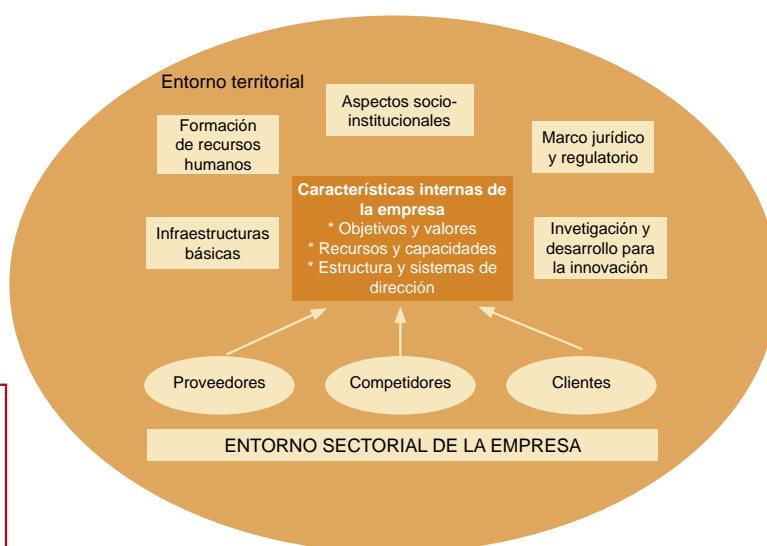 Entorno territorial
Aspectos socio-
institucionales
Formación
de recursos
humanos
Marco jurídico
y regulatorio
Características internas de
la empresa
* Objetivos y valores
* Recursos y capacidades
* Estructura y sistemas de
dirección
Infraestructuras
básicas
Invetigación y
desarrollo para
la innovación
Proveedores
Competidores
Clientes
ENTORNO SECTORIAL DE LA EMPRESA